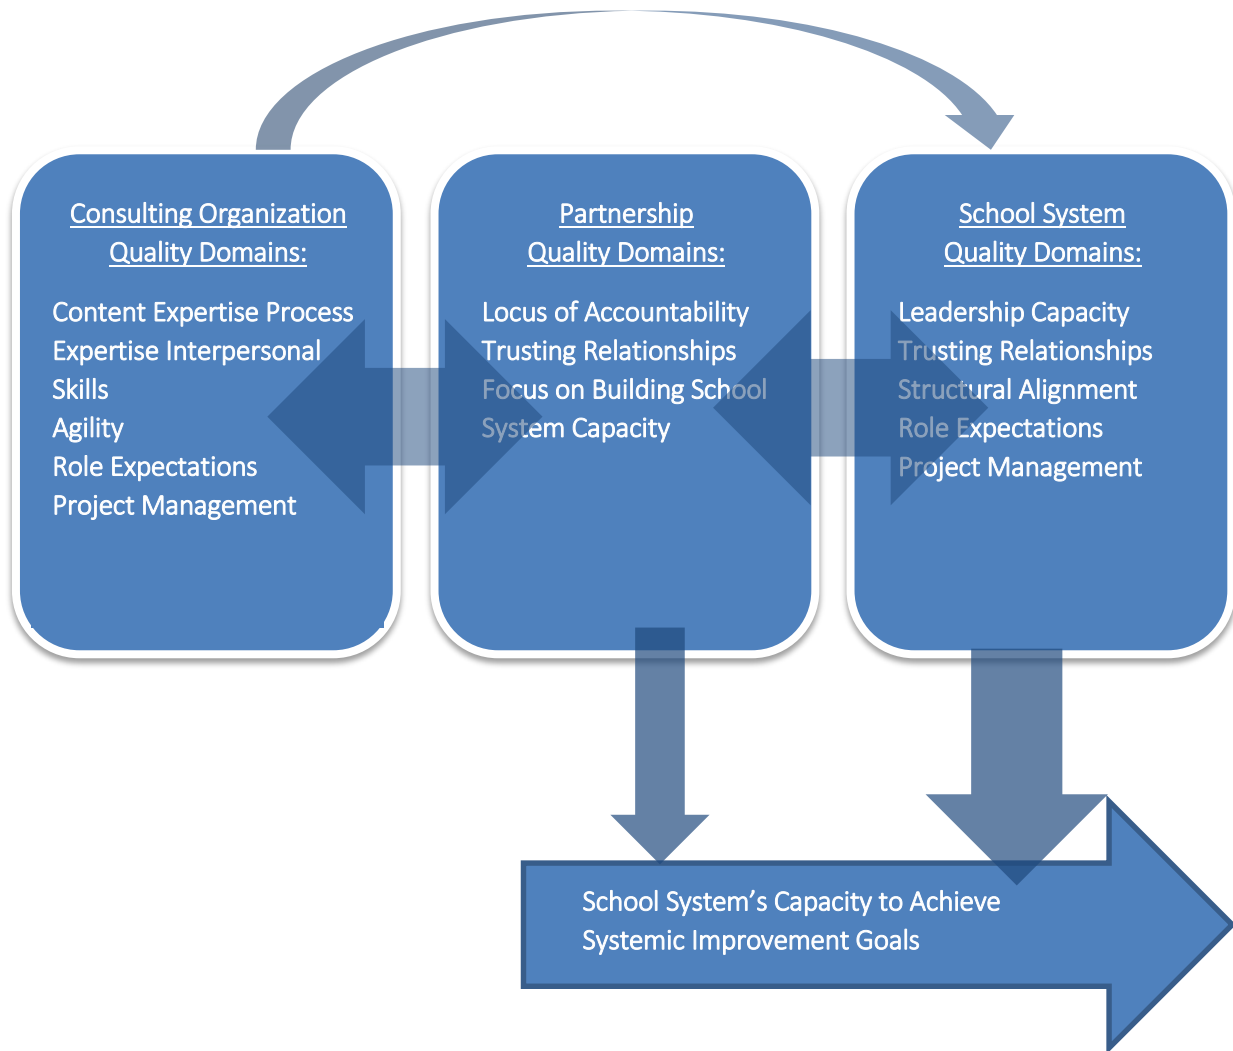 Consulting Organization
Quality Domains:
Content Expertise Process
Expertise Interpersonal
Skills
Agility
Role Expectations
Project Management
Partnership
Quality Domains:
Locus of Accountability
Trusting Relationships
Focus on Building School
System Capacity
School System
Quality Domains:
Leadership Capacity
Trusting Relationships
Structural Alignment
Role Expectations
Project Management
School System’s Capacity to Achieve
Systemic Improvement Goals